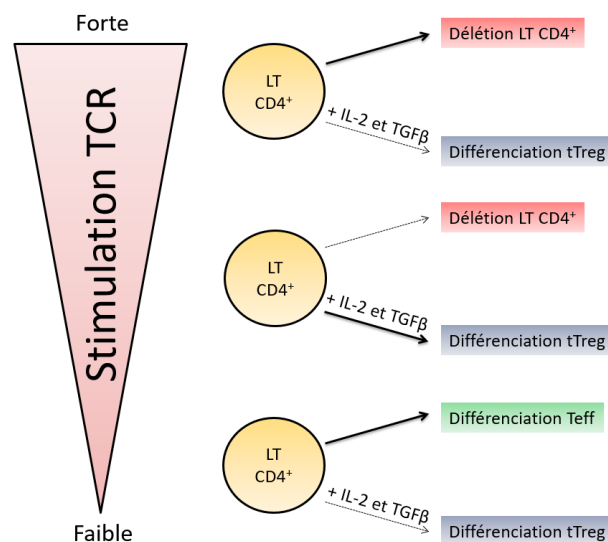 Forte
Stimulation TCR
Faible
LT
CD4+
Délétion LT CD4+
+ IL-2 et TGFβ
Différenciation tTreg
LT
CD4+
Délétion LT CD4+
+ IL-2 et TGFβ
Différenciation tTreg
LT
CD4+
Différenciation Teff
+ IL-2 et TGFβ
Différenciation tTreg